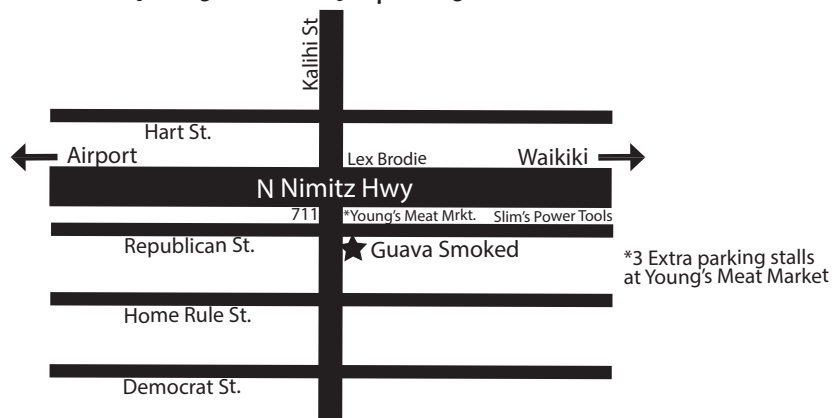 Kalihi St
Hart St.
Airport
Lex Brodie
Waikiki
N Nimitz Hwy
711
*Young's Meat Mrkt.
Slim's Power Tools
Republican St.
Guava Smoked
*3 Extra parking stalls
at Young's Meat Market
Home Rule St.
Democrat St.